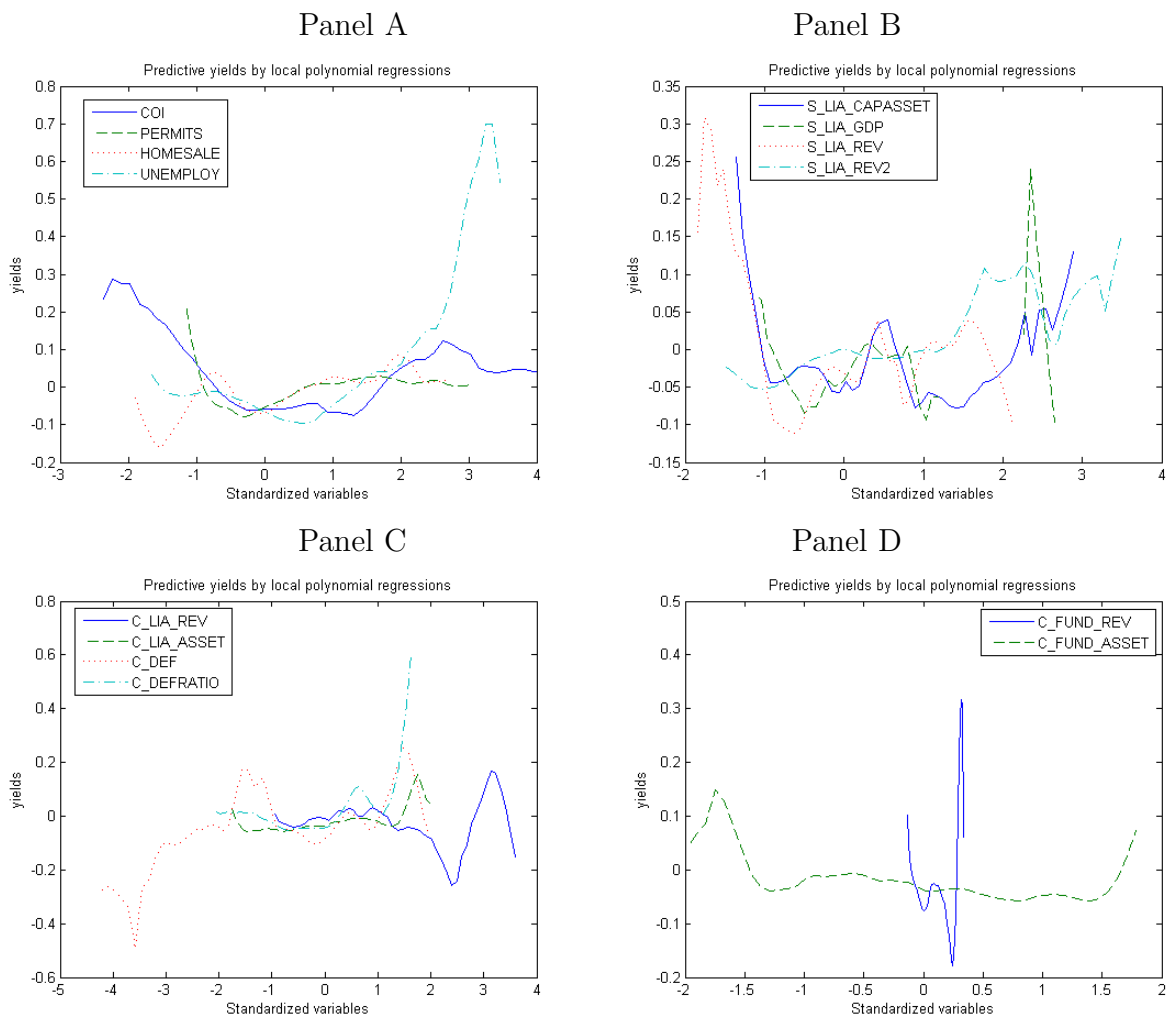 Panel A
Predictive yields by local polynomial regressions
0.8
0.7
0.6
0.5
0.4
0.3
0.2
0.1
0
-0.1
-0.2
yields
COI
PERMITS
HOMESALE
UNEMPLOY
-3 -2 -1 0 1 2 3 4
Standardized variables
Panel B
Predictive yields by local polynomial regressions
0.35
0.3
0.25
0.2
0.15
0.1
0.05
0
-0.05
-0.1
-0.15
yields
S_LIA_CAPASSET
S_LIA_GDP
S_LIA_REV
S_LIA_REV2
-2 -1 0 1 2 3 4
Standardized variables
Panel C
Predictive yields by local polynomial regressions
0.8
0.6
0.4
0.2
0
-0.2
-0.4
-0.6
yields
C_LIA_REV
C_LIA_ASSET
C_DEF
C_DEFRATIO
-5 -4 -3 -2 -1 0 1 2 3 4
Standardized variables
Panel D
Predictive yields by local polynomial regressions
0.5
0.4
0.3
0.2
0.1
0
-0.1
-0.2
yields
C_FUND_REV
C_FUND_ASSET
-2 -1.5 -1 -0.5 0 0.5 1 1.5 2
Standardized variables